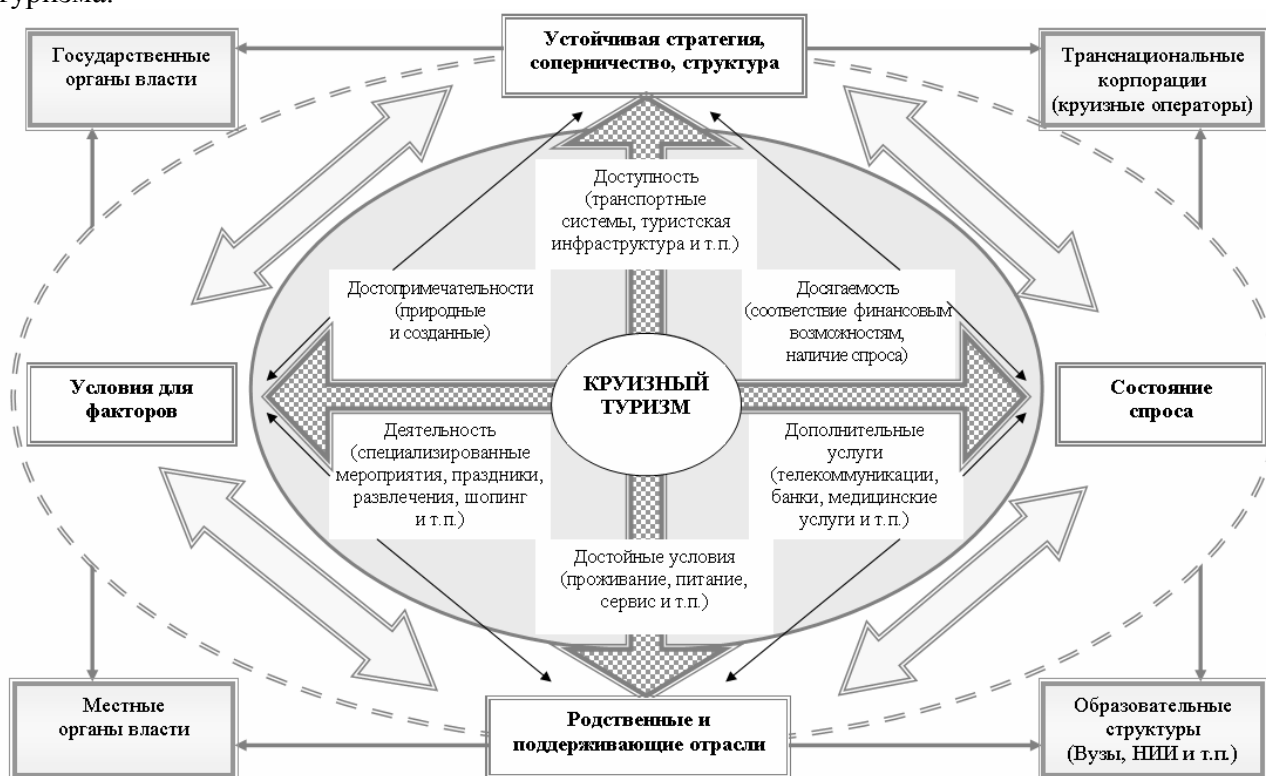 туризма.
Государственные
органы власти
Устойчивая стратегия,
соперничество, структура
Транснациональные
корпорации
(круизные операторы)
Доступность
(транспортные
системы, туристская
инфраструктура и т.п.)
Достопримечательности
(природные
и созданные)
Досягаемость
(соответствие финансовым
возможностям,
наличие спроса)
Условия для
факторов
КРУИЗНЫЙ
ТУРИЗМ
Состояние
спроса
Деятельность
(специализированные
мероприятия, праздники,
развлечения, шопинг
и т.п.)
Дополнительные
услуги
(телекоммуникации,
банки, медицинские
услуги и т.п.)
Достойные условия
(проживание, питание,
сервис и т.п.)
Местные
органы власти
Родственные и
поддерживающие отрасли
Образовательные
структуры
(Вузы, НИИ и т.п.)